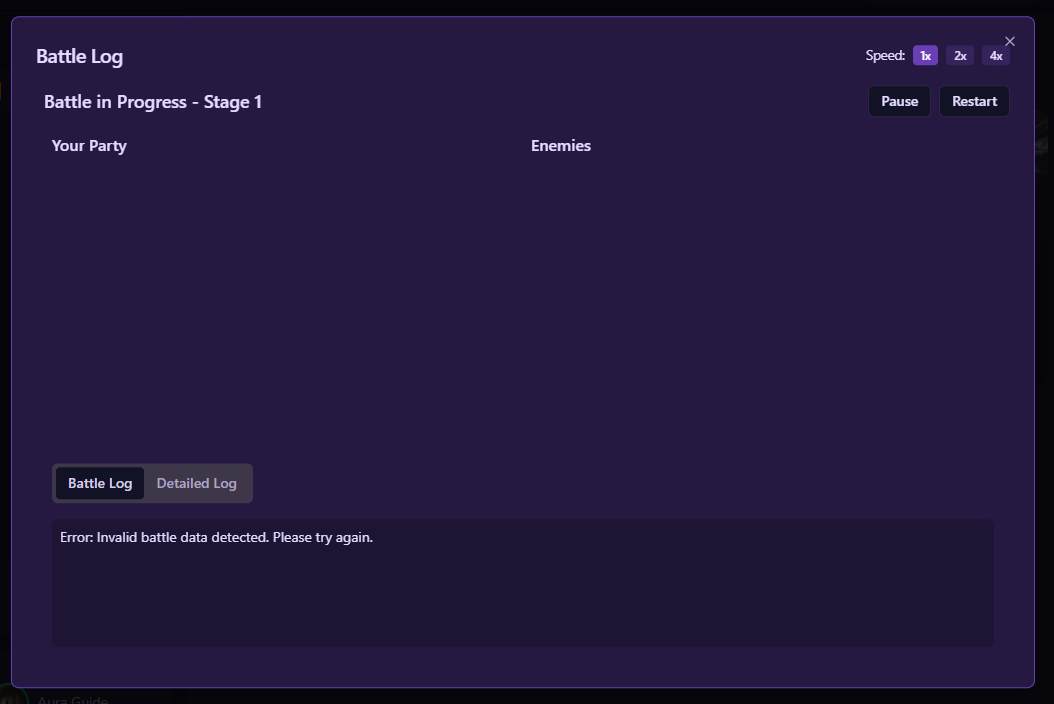 Battle Log
Speed: 1x 2x 4x
Battle in Progress - Stage 1
Pause Restart
Your Party
Enemies
Battle Log Detailed Log
Error: Invalid battle data detected. Please try again.
Aura Guide